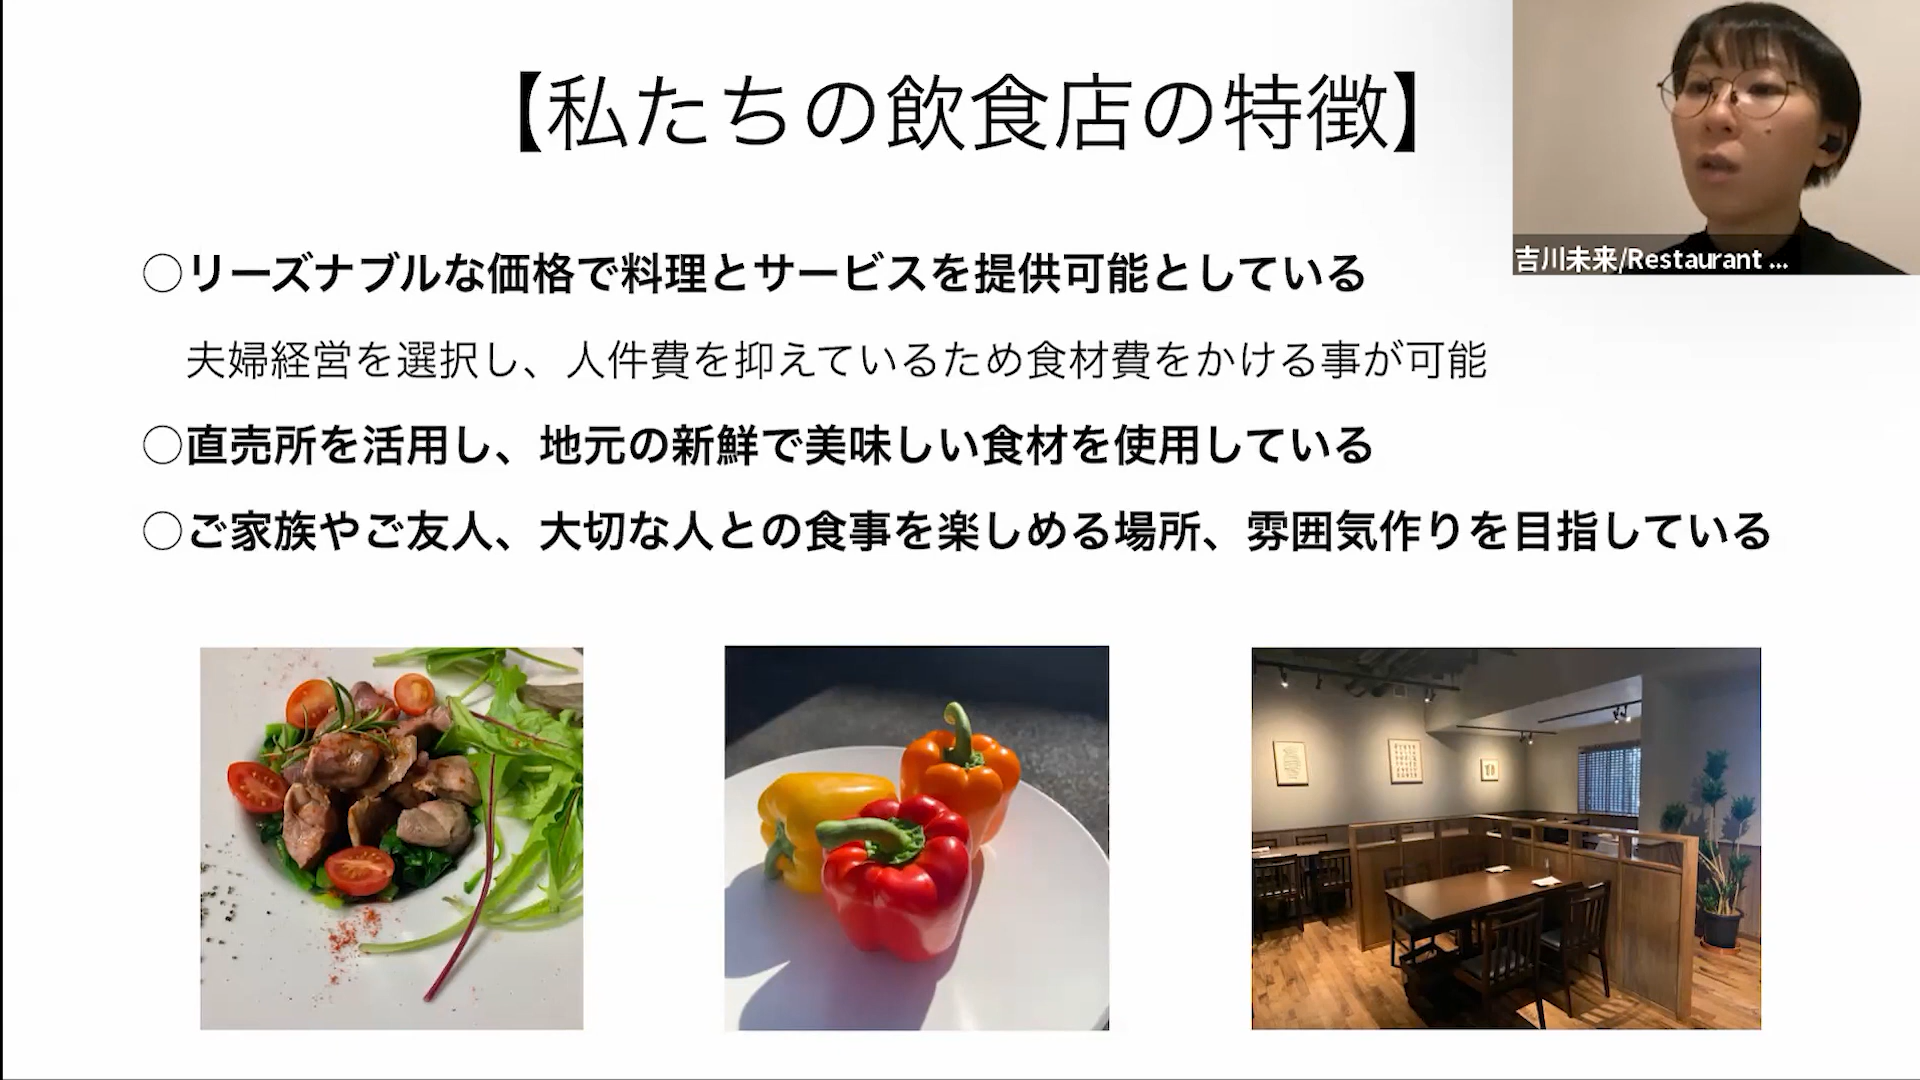 【私たちの飲食店の特徴】
○リーズナブルな価格で料理とサービスを提供可能としている
夫婦経営を選択し、人件費を抑えているため食材費をかける事が可能
○直売所を活用し、地元の新鮮で美味しい食材を使用している
○ご家族やご友人、大切な人との食事を楽しめる場所、雰囲気作りを目指している
吉川未来/Restaurant ...